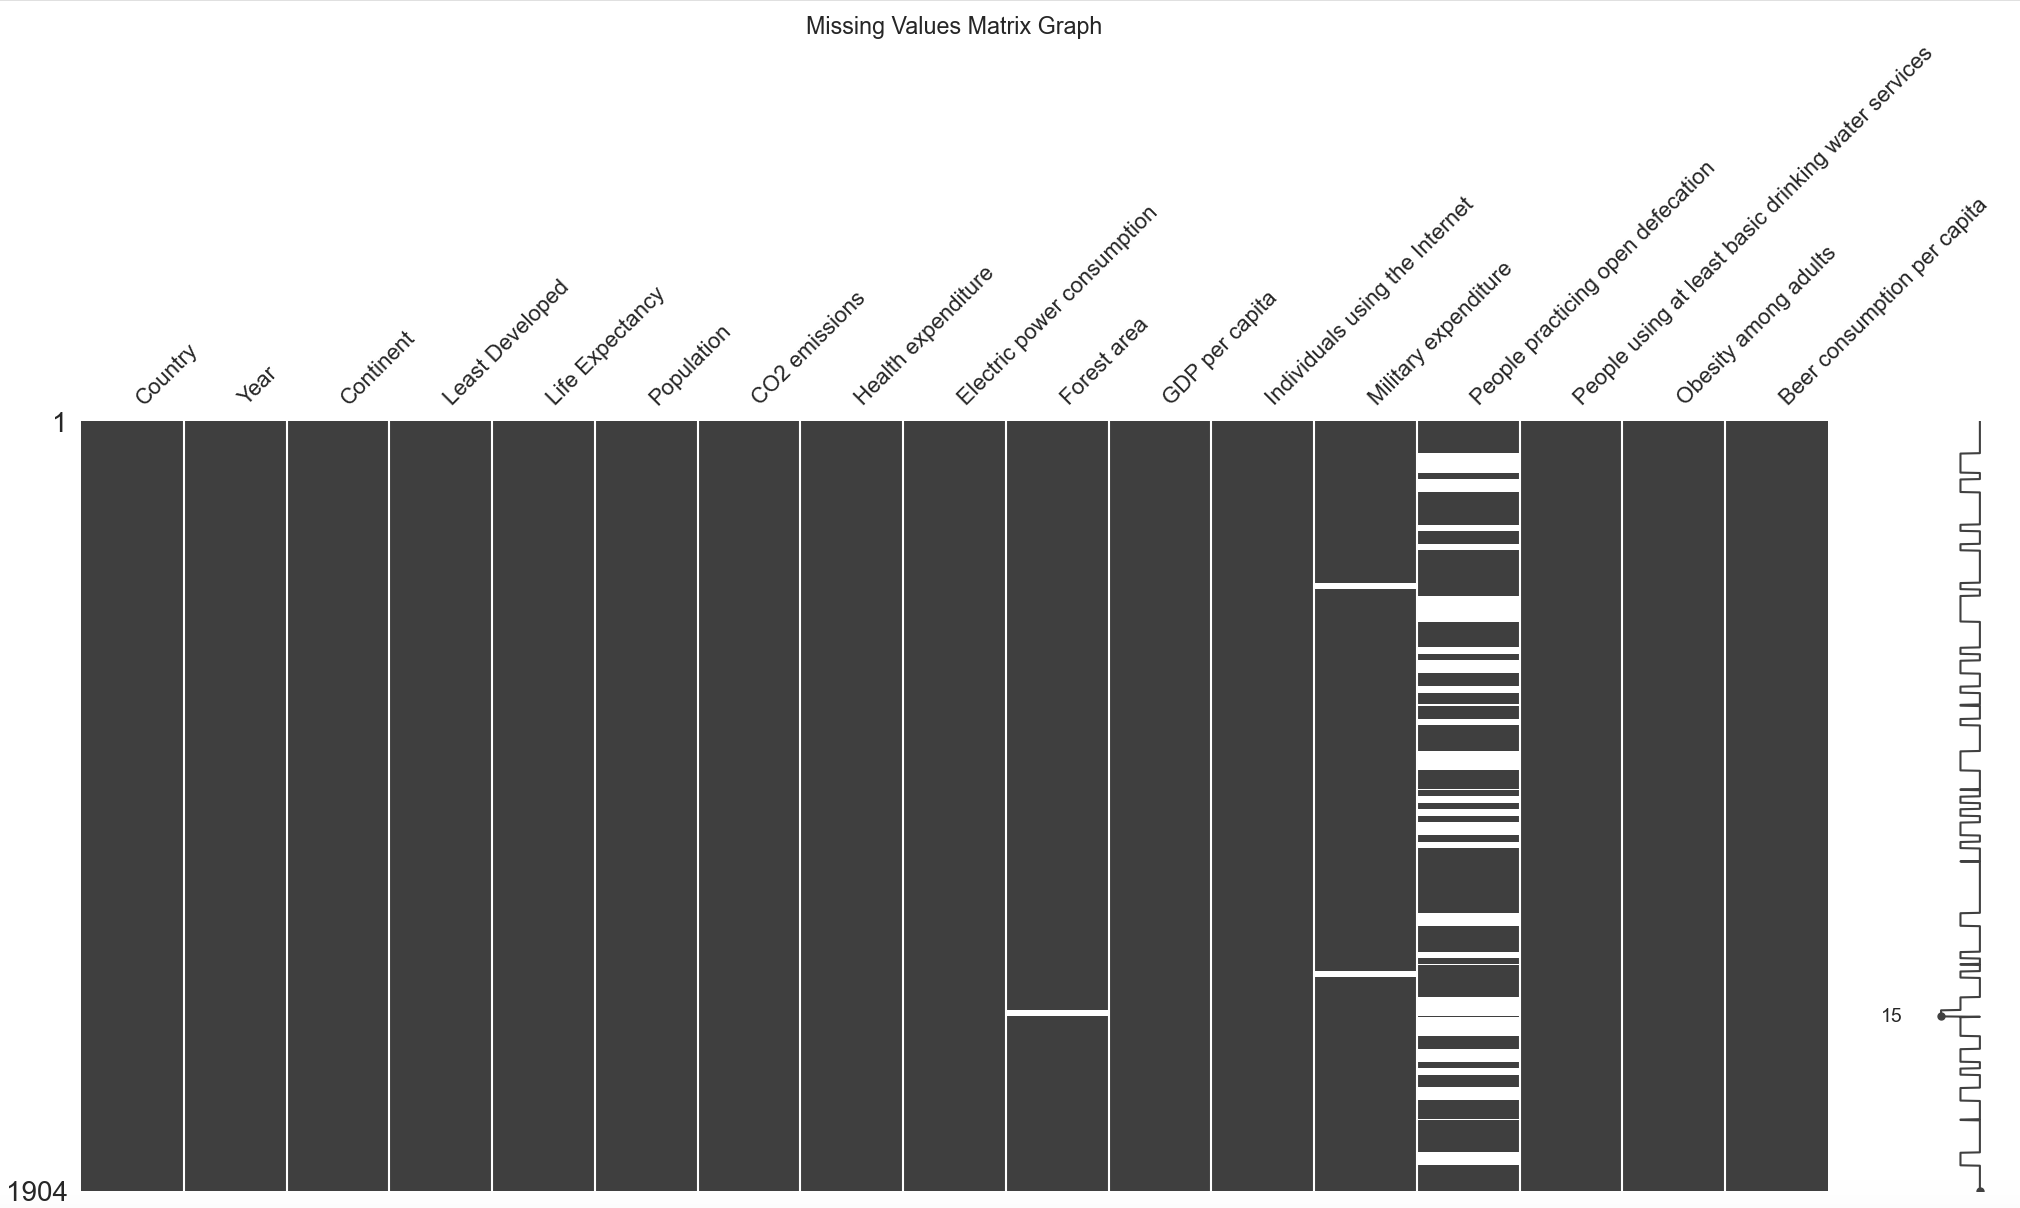 Missing Values Matrix Graph
Country
Year
Continent
Least Developed
Life Expectancy
Population
CO2 emissions
Health expenditure
Electric power consumption
Forest area
GDP per capita
Individuals using the Internet
Military expenditure
People practicing open defecation
People using at least basic drinking water services
Obesity among adults
Beer consumption per capita
1
15
1904